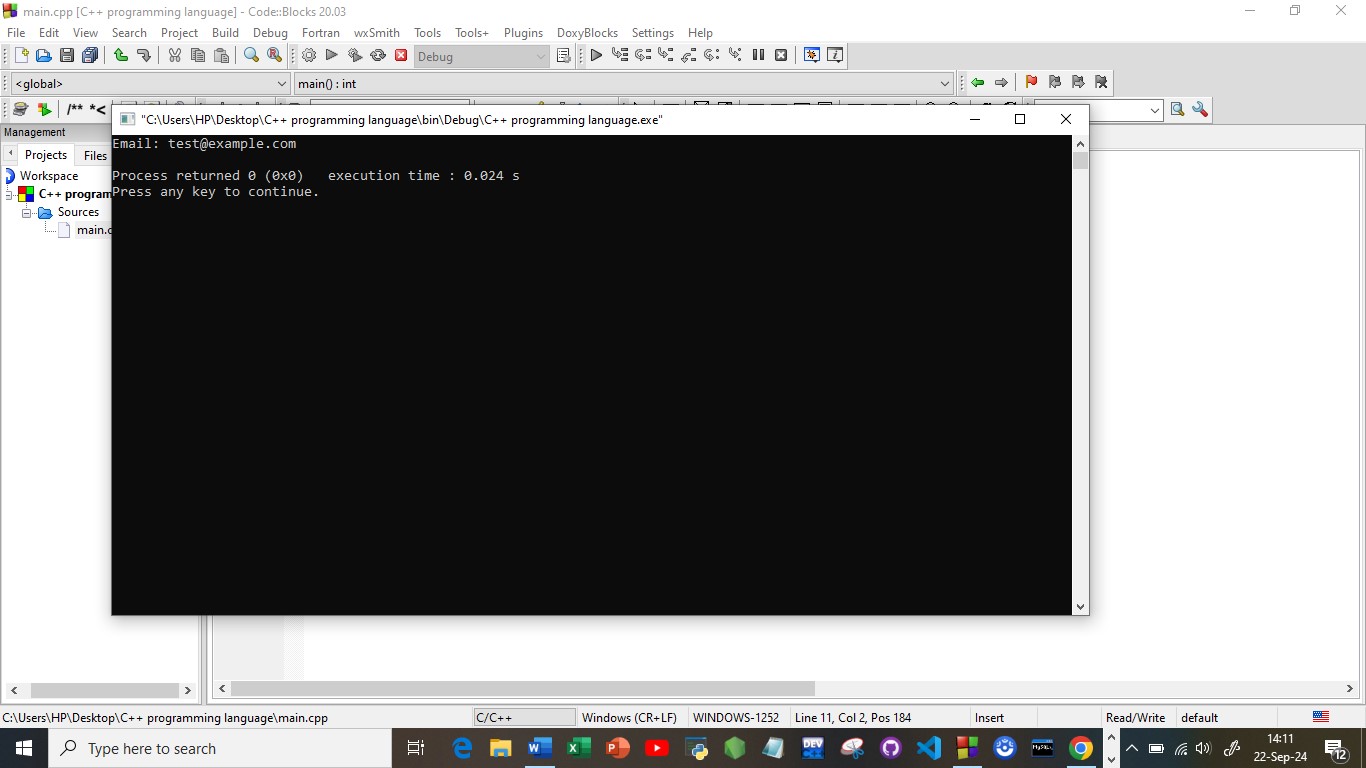 main.cpp [C++ programming language] - Code::Blocks 20.03
File Edit View Search Project Build Debug Fortran wxSmith Tools Tools+ Plugins DoxyBlocks Settings Help
Debug
<global> main() : int
/** *<
"C:\Users\HP\Desktop\C++ programming language\bin\Debug\C++ programming language.exe"
Management
Projects Files
Workspace
C++ program
Sources
main.c
Email: test@example.com
Process returned 0 (0x0) execution time : 0.024 s
Press any key to continue.
C:\Users\HP\Desktop\C++ programming language\main.cpp C/C++ Windows (CR+LF) WINDOWS-1252 Line 11, Col 2, Pos 184 Insert Read/Write default
Type here to search
DEV
MySQL
14:11
22-Sep-24
12